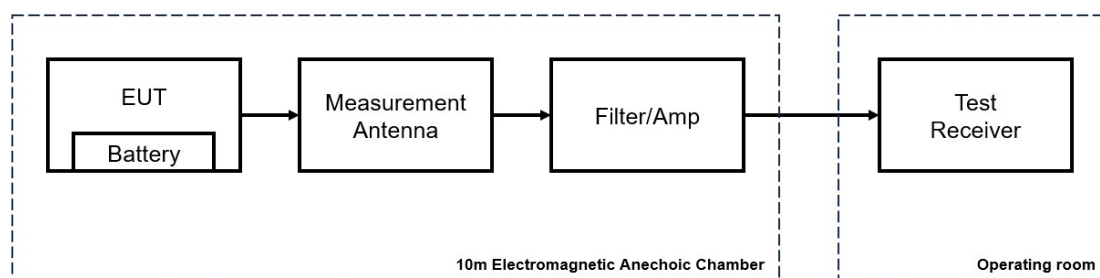 EUT
Battery
Measurement
Antenna
Filter/Amp
Test
Receiver
10m Electromagnetic Anechoic Chamber
Operating room